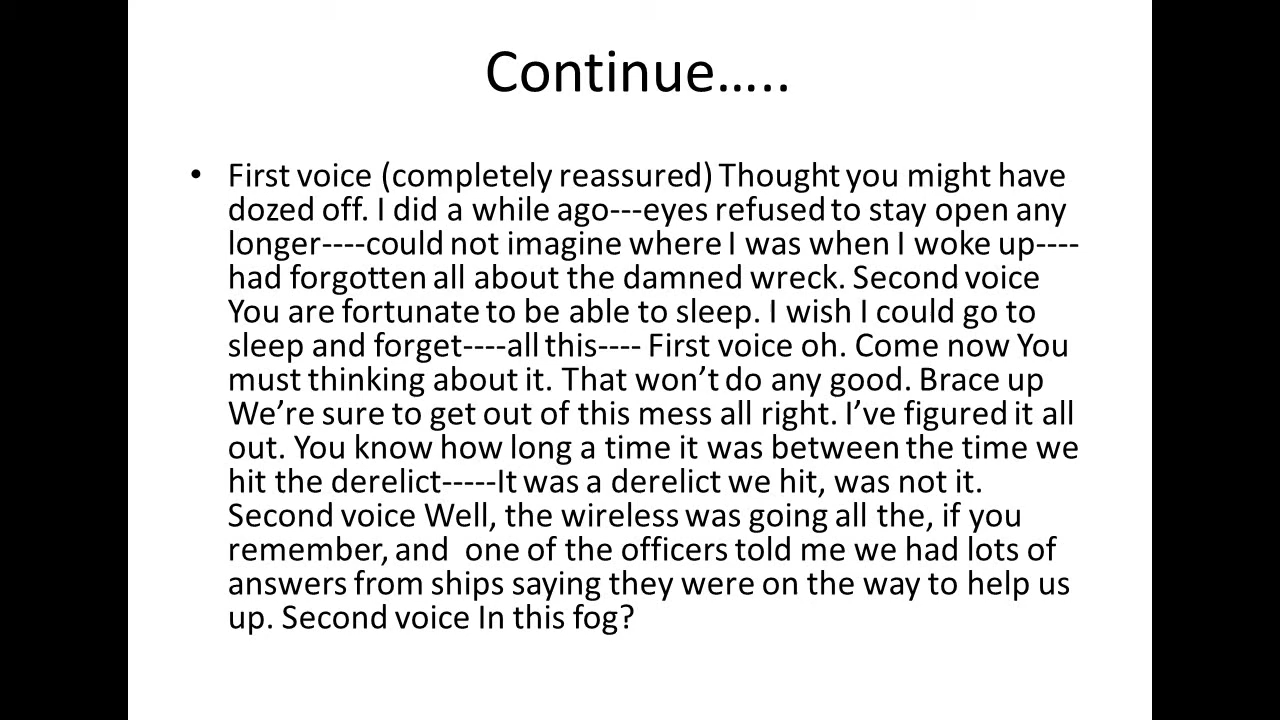 Continue…..
• First voice (completely reassured) Thought you might have
dozed off. I did a while ago---eyes refused to stay open any
longer----could not imagine where I was when I woke up----
had forgotten all about the damned wreck. Second voice
You are fortunate to be able to sleep. I wish I could go to
sleep and forget----all this---- First voice oh. Come now You
must thinking about it. That won’t do any good. Brace up
We’re sure to get out of this mess all right. I’ve figured it all
out. You know how long a time it was between the time we
hit the derelict-----It was a derelict we hit, was not it.
Second voice Well, the wireless was going all the, if you
remember, and  one of the officers told me we had lots of
answers from ships saying they were on the way to help us
up. Second voice In this fog?